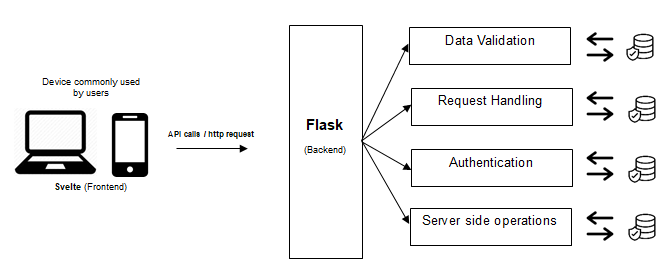 Device commonly used
by users
Svelte (Frontend)
API calls / http request
Flask
(Backend)
Data Validation
Request Handling
Authentication
Server side operations